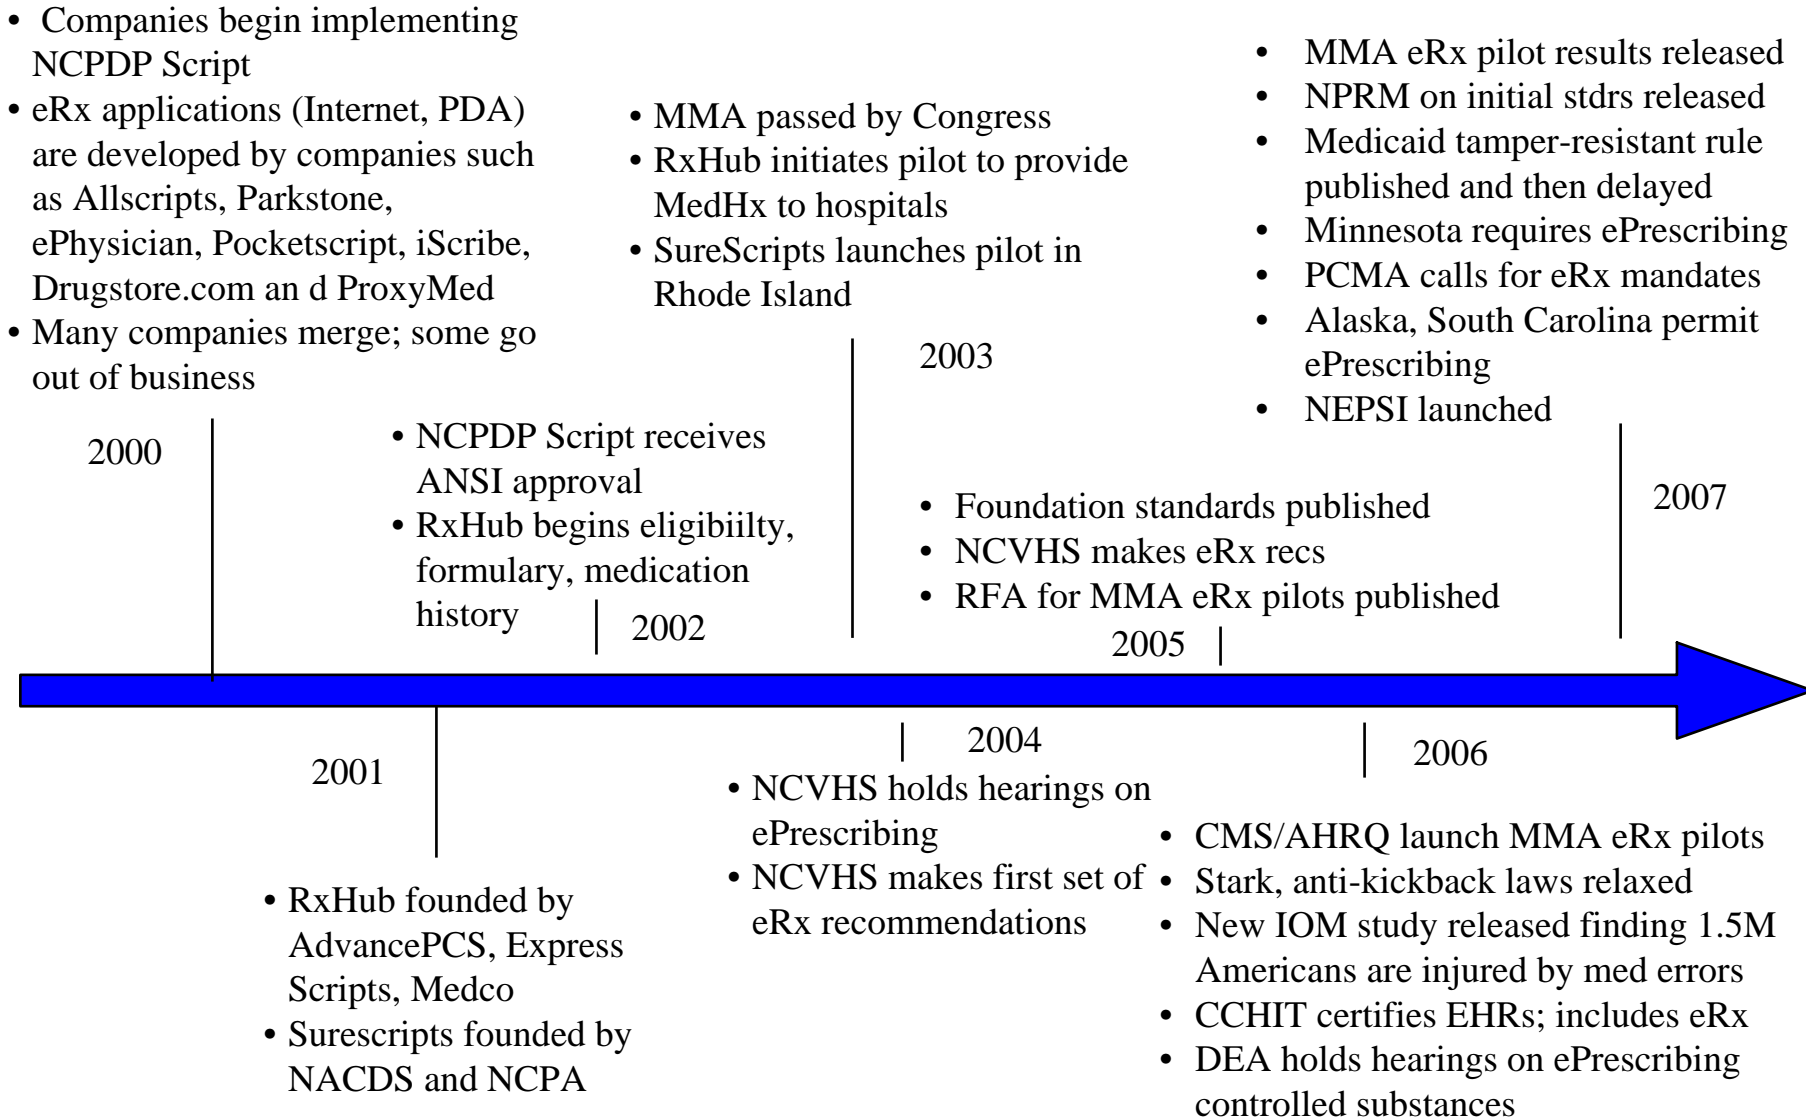 • Companies begin implementing
NCPDP Script
• eRx applications (Internet, PDA)
are developed by companies such
as Allscripts, Parkstone,
ePhysician, Pocketscript, iScribe,
Drugstore.com an d ProxyMed
• Many companies merge; some go
out of business
2000
• RxHub founded by
AdvancePCS, Express
Scripts, Medco
• Surescripts founded by
NACDS and NCPA
2001
• NCPDP Script receives
ANSI approval
• RxHub begins eligibiilty,
formulary, medication
history
2002
• MMA passed by Congress
• RxHub initiates pilot to provide
MedHx to hospitals
• SureScripts launches pilot in
Rhode Island
2003
2004
• NCVHS holds hearings on
ePrescribing
• NCVHS makes first set of
eRx recommendations
• Foundation standards published
• NCVHS makes eRx recs
• RFA for MMA eRx pilots published
2005
2006
• CMS/AHRQ launch MMA eRx pilots
• Stark, anti-kickback laws relaxed
• New IOM study released finding 1.5M
Americans are injured by med errors
• CCHIT certifies EHRs; includes eRx
• DEA holds hearings on ePrescribing
controlled substances
• MMA eRx pilot results released
• NPRM on initial stdrs released
• Medicaid tamper-resistant rule
published and then delayed
• Minnesota requires ePrescribing
• PCMA calls for eRx mandates
• Alaska, South Carolina permit
ePrescribing
• NEPSI launched
2007